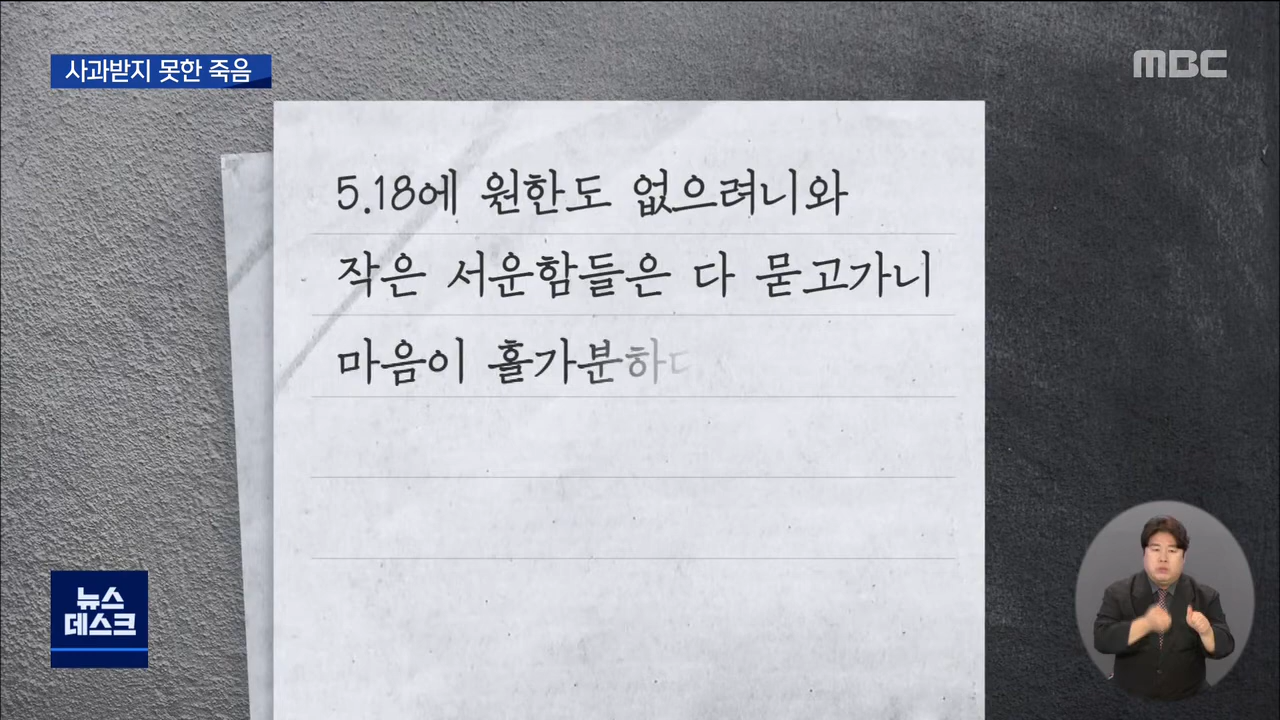 사과받지 못한 죽음
MBC
5.18에 원한도 없으려니와
작은 서운함들은 다 묻고가니
마음이 홀가분하다
뉴스
데스크